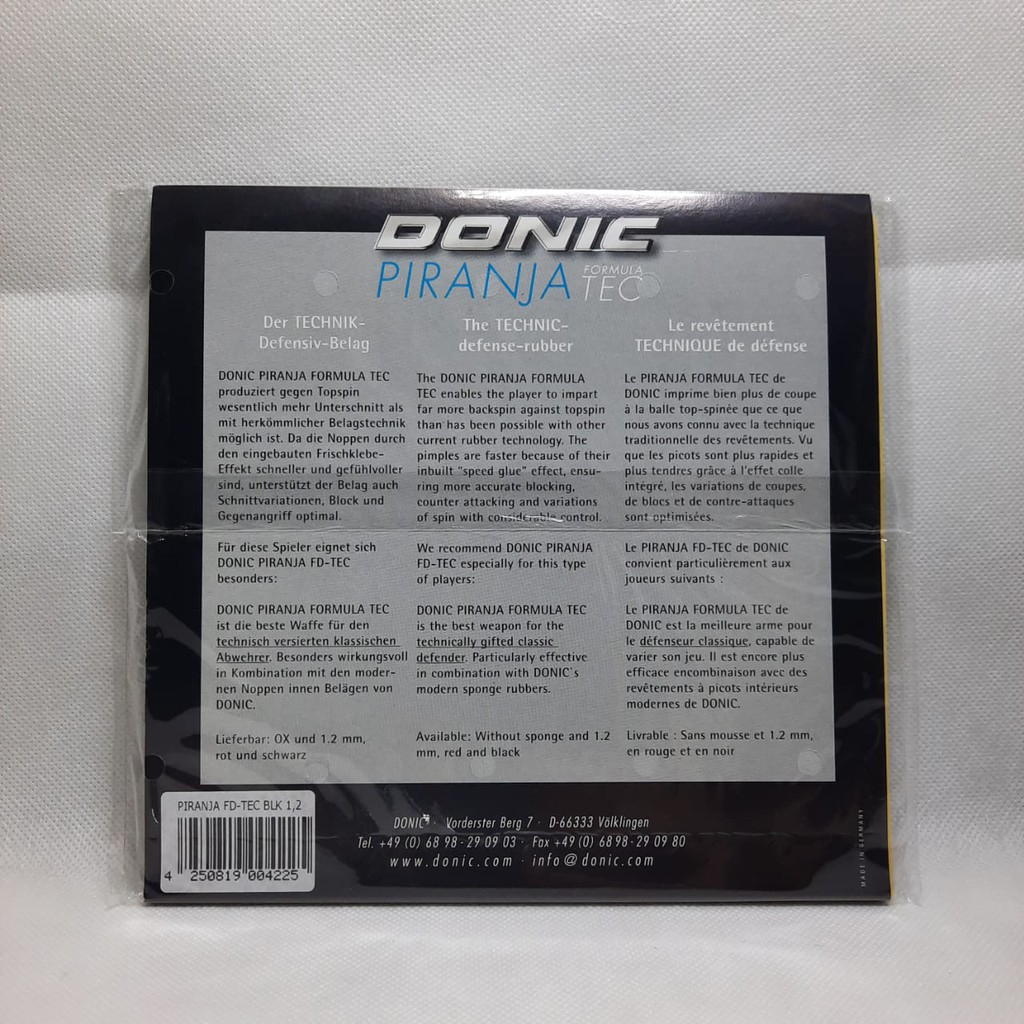 DONIC
PIRANJA FORMULA TEC
Der TECHNIK-
Defensiv-Belag
DONIC PIRANJA FORMULA TEC
produziert gegen Topspin
wesentlich mehr Unterschnitt als
mit herkömmlicher Belagstechnik
möglich ist. Da die Noppen durch
den eingebauten Frischklebe-
Effekt schneller und gefühlvoller
sind, unterstützt der Belag auch
Schnittvariationen, Block und
Gegenangriff optimal.
Für diese Spieler eignet sich
DONIC PIRANJA FD-TEC
besonders:
DONIC PIRANJA FORMULA TEC
ist die beste Waffe für den
technisch versierten klassischen
Abwehrer. Besonders wirkungsvoll
in Kombination mit den moder-
nen Noppen innen Belägen von
DONIC.
Lieferbar: OX und 1.2 mm,
rot und schwarz
The TECHNIC-
defense-rubber
The DONIC PIRANJA FORMULA
TEC enables the player to impart
far more backspin against topspin
than has been possible with other
current rubber technology. The
pimples are faster because of their
inbuilt "speed glue" effect, ensu-
ring more accurate blocking,
counter attacking and variations
of spin with considerable control.
We recommend DONIC PIRANJA
FD-TEC especially for this type
of players:
DONIC PIRANJA FORMULA TEC
is the best weapon for the
technically gifted classic
defender. Particularly effective
in combination with DONIC's
modern sponge rubbers.
Available: Without sponge and 1.2
mm, red and black
Le revêtement
TECHNIQUE de défense
Le PIRANJA FORMULA TEC de
DONIC imprime bien plus de coupe
à la balle top-spinée que ce que
nous avons connu avec la technique
traditionnelle des revêtements. Vu
que les picots sont plus rapides et
plus tendres grâce à l'effet colle
intégré, les variations de coupes,
de blocs et de contre-attaques
sont optimisées.
Le PIRANJA FD-TEC de DONIC
convient particulièrement aux
joueurs suivants :
Le PIRANJA FORMULA TEC de
DONIC est la meilleure arme pour
le défenseur classique, capable de
varier son jeu. Il est encore plus
efficace encombinaison avec des
revêtements à picots intérieurs
modernes de DONIC.
Livrable : Sans mousse et 1.2 mm,
en rouge et en noir
PIRANJA FD-TEC BLK 1,2
4 250819 004225
DONIC · Vorderster Berg 7 · D-66333 Völklingen
Tel. +49 (0) 68 98 - 29 09 03 · Fax +49 (0) 6898 - 29 09 80
www.donic.com · info@donic.com
MADE IN GERMANY